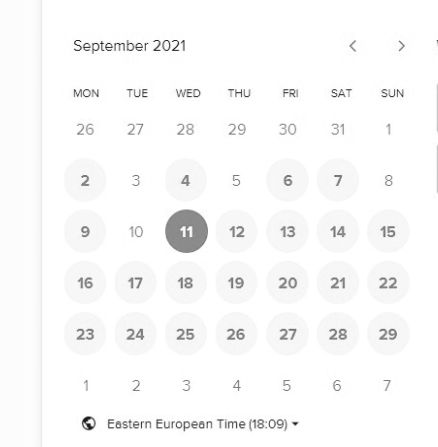 September 2021
MON TUE WED THU FRI SAT SUN
26 27 28 29 30 31 1
2 3 4 5 6 7 8
9 10 11 12 13 14 15
16 17 18 19 20 21 22
23 24 25 26 27 28 29
1 2 3 4 5 6 7
Eastern European Time (18:09)